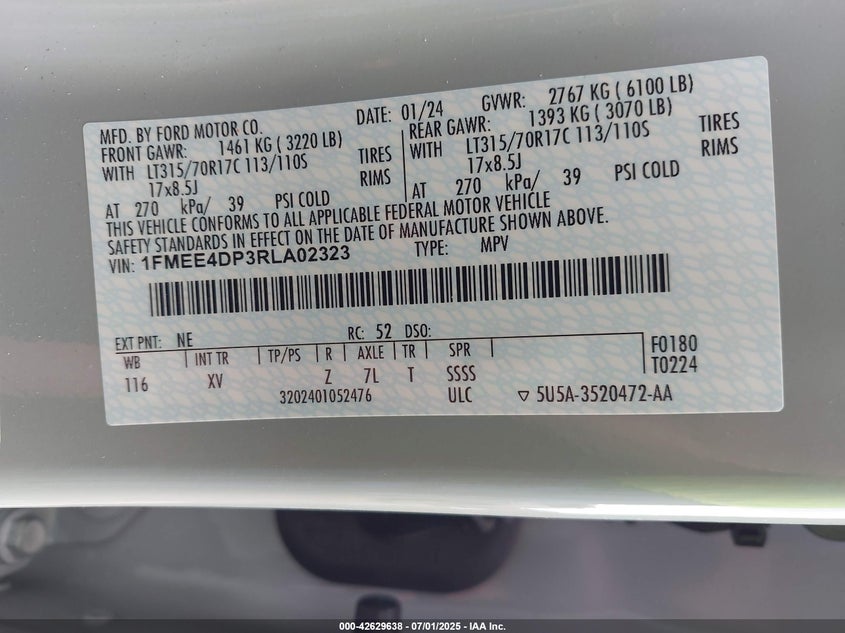 MFD. BY FORD MOTOR CO. DATE: 01/24 GVWR: 2767 KG ( 6100 LB)
FRONT GAWR: 1461 KG ( 3220 LB) REAR GAWR: 1393 KG ( 3070 LB)
WITH LT315/70R17C 113/110S TIRES WITH LT315/70R17C 113/110S TIRES
17x8.5J RIMS 17x8.5J RIMS
AT 270 kPa/ 39 PSI COLD AT 270 kPa/ 39 PSI COLD
THIS VEHICLE CONFORMS TO ALL APPLICABLE FEDERAL MOTOR VEHICLE
SAFETY STANDARDS IN EFFECT ON THE DATE OF MANUFACTURE SHOWN ABOVE.
VIN: 1FMEE4DP3RLA02323 TYPE: MPV
EXT PNT: NE RC: 52 DSO:
WB INT TR TP/PS R AXLE TR SPR F0180
116 XV Z 7L T SSSS T0224
3202401052476 ULC ▽ 5U5A-3520472-AA
000-42629638 - 07/01/2025 - IAA Inc.